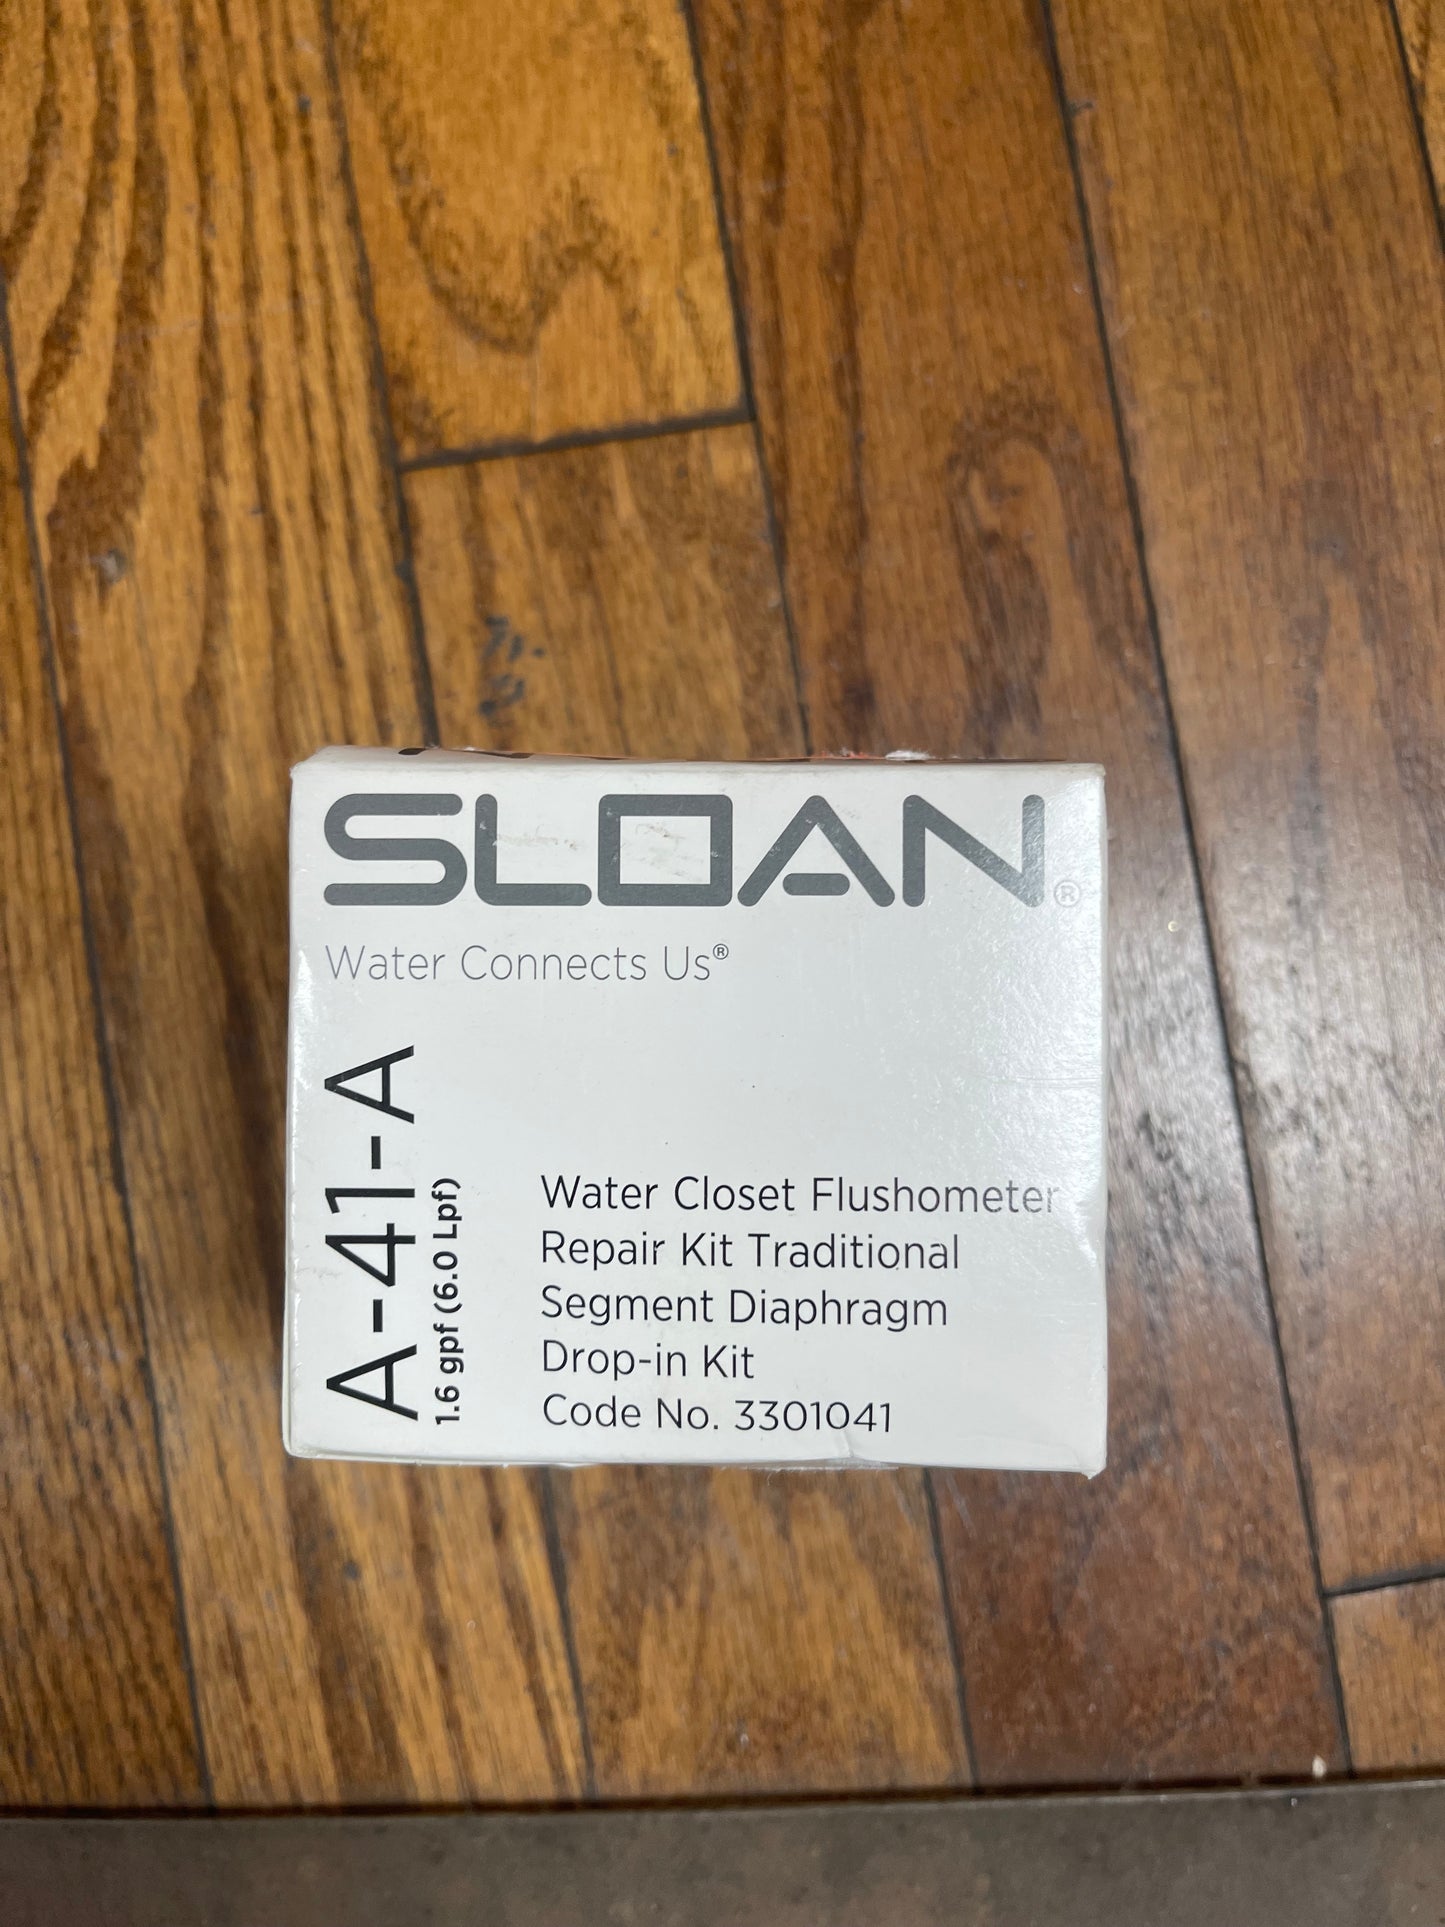 SLOAN®
Water Connects Us®
A-41-A
1.6 gpf (6.0 Lpf)
Water Closet Flushometer
Repair Kit Traditional
Segment Diaphragm
Drop-in Kit
Code No. 3301041